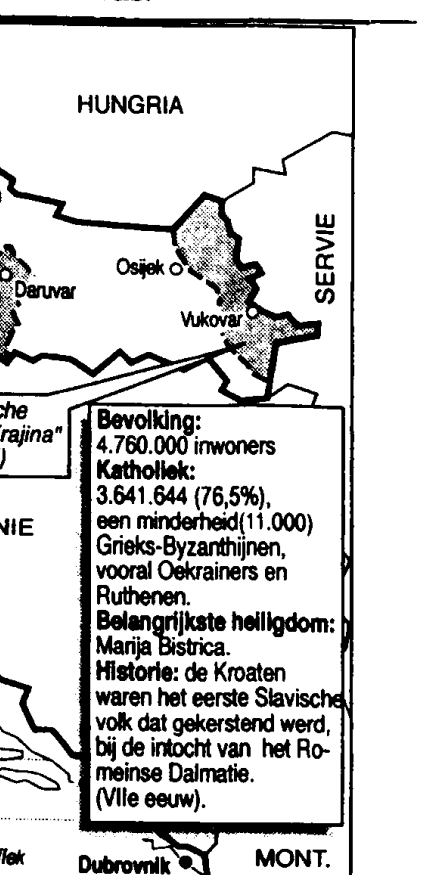 HUNGRIA
SERVIE
Osijek
Daruvar
Vukovar
che
rajina"
)
NIE
Bevolking:
4.760.000 inwoners
Katholiek:
3.641.644 (76,5%),
een minderheid(11.000)
Grieks-Byzanthijnen,
vooral Oekrainers en
Ruthenen.
Belangrijkste heiligdom:
Marija Bistrica.
Historie: de Kroaten
waren het eerste Slavische
volk dat gekerstend werd,
bij de intocht van het Ro-
meinse Dalmatie.
(VIIe eeuw).
Dubrovnik
MONT.